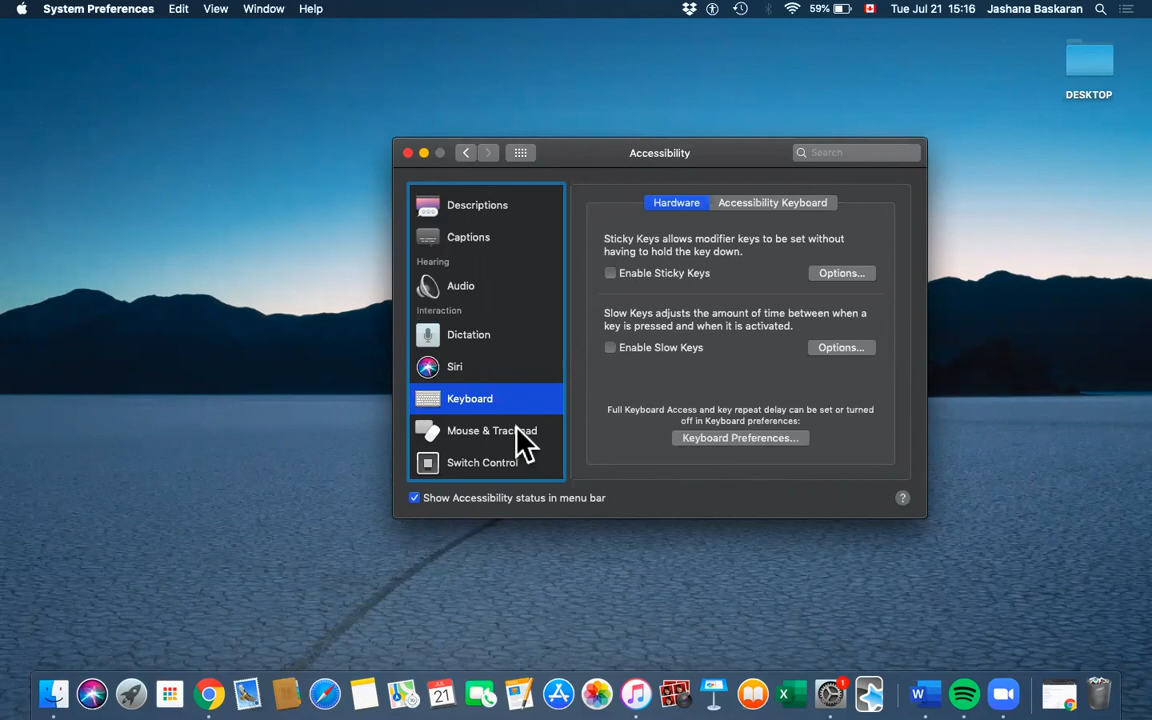 System Preferences Edit View Window Help 59% Tue Jul 21 15:16 Jashana Baskaran
DESKTOP
Accessibility Search
Descriptions
Captions
Hearing
Audio
Interaction
Dictation
Siri
Keyboard
Mouse & Trackpad
Switch Control
Hardware Accessibility Keyboard
Sticky Keys allows modifier keys to be set without
having to hold the key down.
Enable Sticky Keys Options...
Slow Keys adjusts the amount of time between when a
key is pressed and when it is activated.
Enable Slow Keys Options...
Full Keyboard Access and key repeat delay can be set or turned
off in Keyboard preferences:
Keyboard Preferences...
Show Accessibility status in menu bar ?
21 1